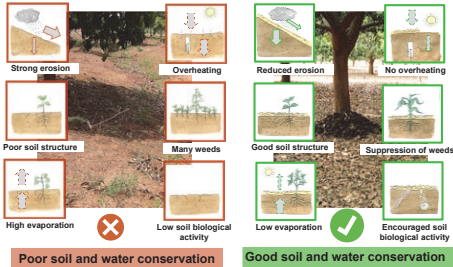 Strong erosion
Overheating
Reduced erosion
No overheating
Poor soil structure
Many weeds
Good soil structure
Suppression of weeds
High evaporation
Low soil biological
activity
Low evaporation
Encouraged soil
biological activity
Poor soil and water conservation
Good soil and water conservation